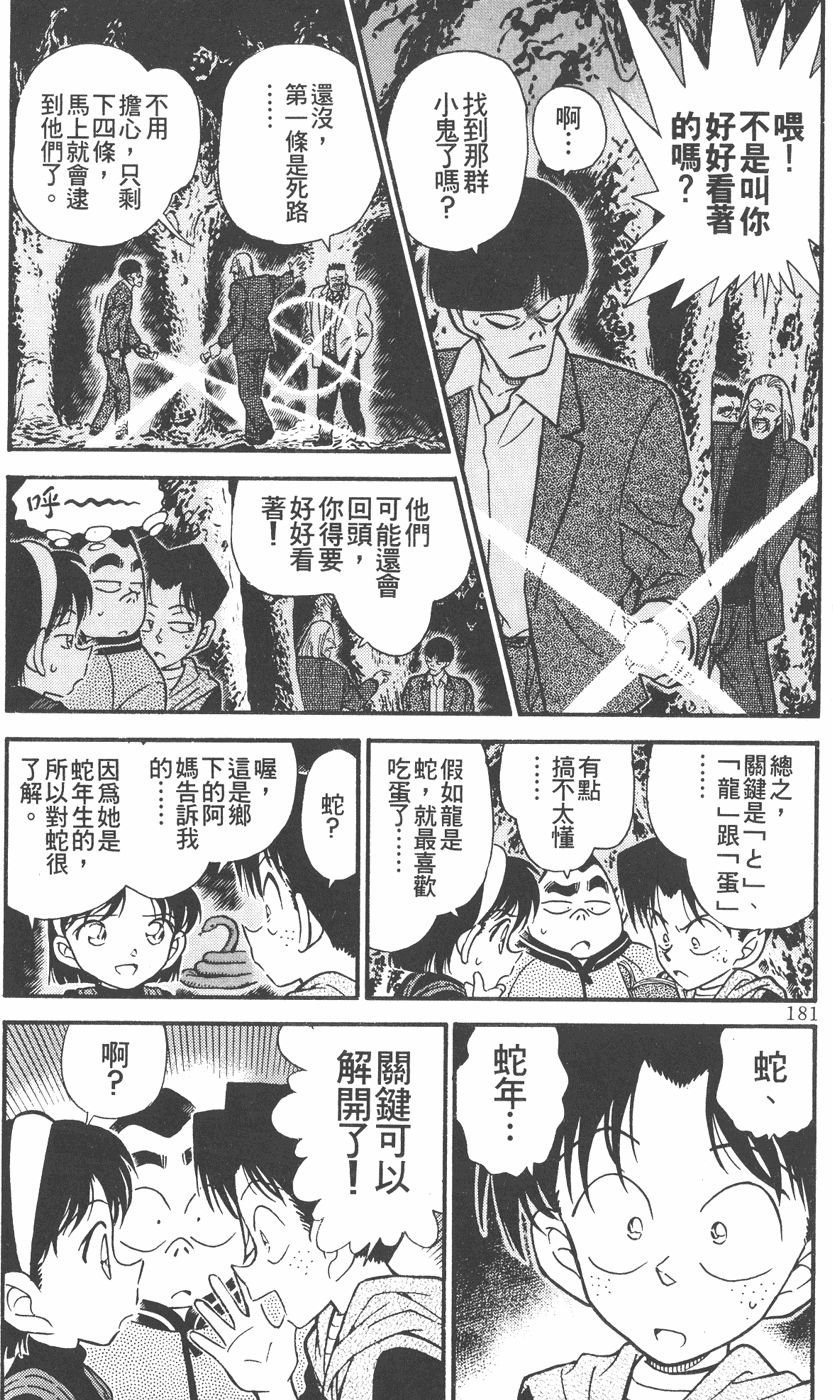 喂！
不是叫你
好好看著
的嗎？
啊…
找到那群
小鬼了嗎？
還沒，
第一條是死路
……
不用
擔心，只剩
下四條，
馬上就會逮
到他們了。
他們
可能還會
回頭，
你得要
好好看
著！
呼～～～
總之，
關鍵是「と」、
「龍」跟「蛋」
……
有點
搞不太懂
……
假如龍是
蛇，就最喜歡
吃蛋了……
蛇？
喔，
這是鄉
下的阿
媽告訴我
的……
因為她是
蛇年生的，
所以對蛇很
了解。
181
蛇、
蛇年…
關鍵可以
解開了！
啊？